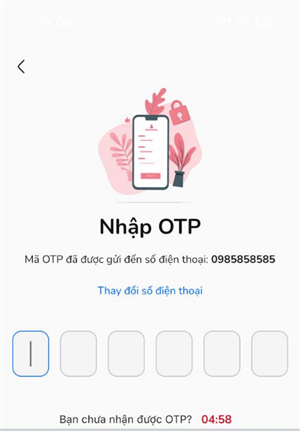 Nhập OTP
Mã OTP đã được gửi đến số điện thoại: 0985858585
Thay đổi số điện thoại
Bạn chưa nhận được OTP? 04:58